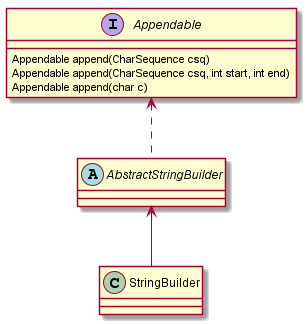 I Appendable
Appendable append(CharSequence csq)
Appendable append(CharSequence csq, int start, int end)
Appendable append(char c)
A AbstractStringBuilder
C StringBuilder